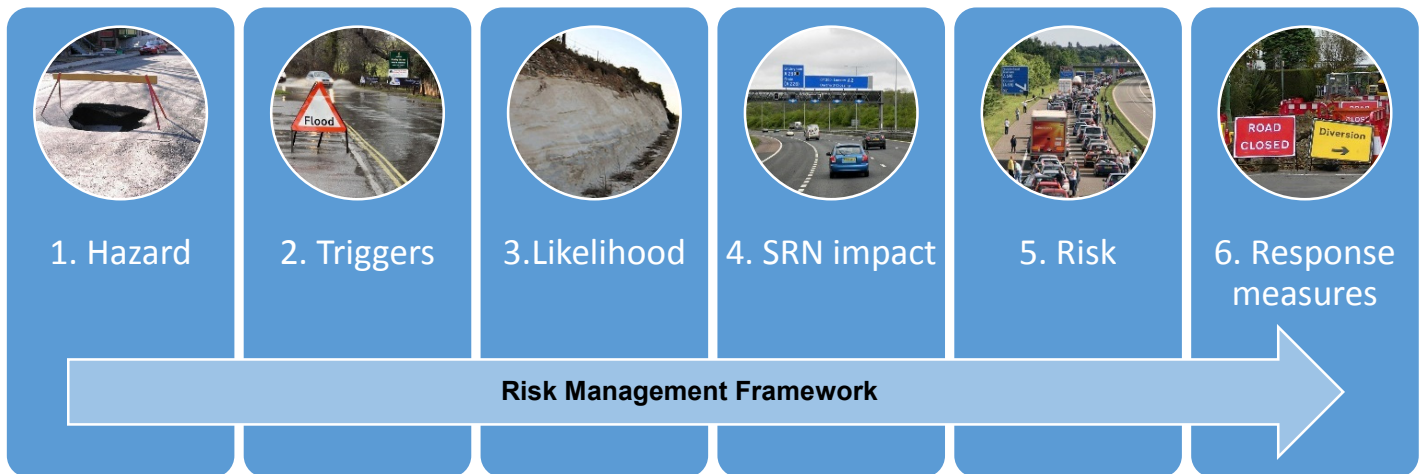 Flood
ROAD
CLOSED
Diversion
1. Hazard
2. Triggers
3.Likelihood
4. SRN impact
5. Risk
6. Response
measures
Risk Management Framework